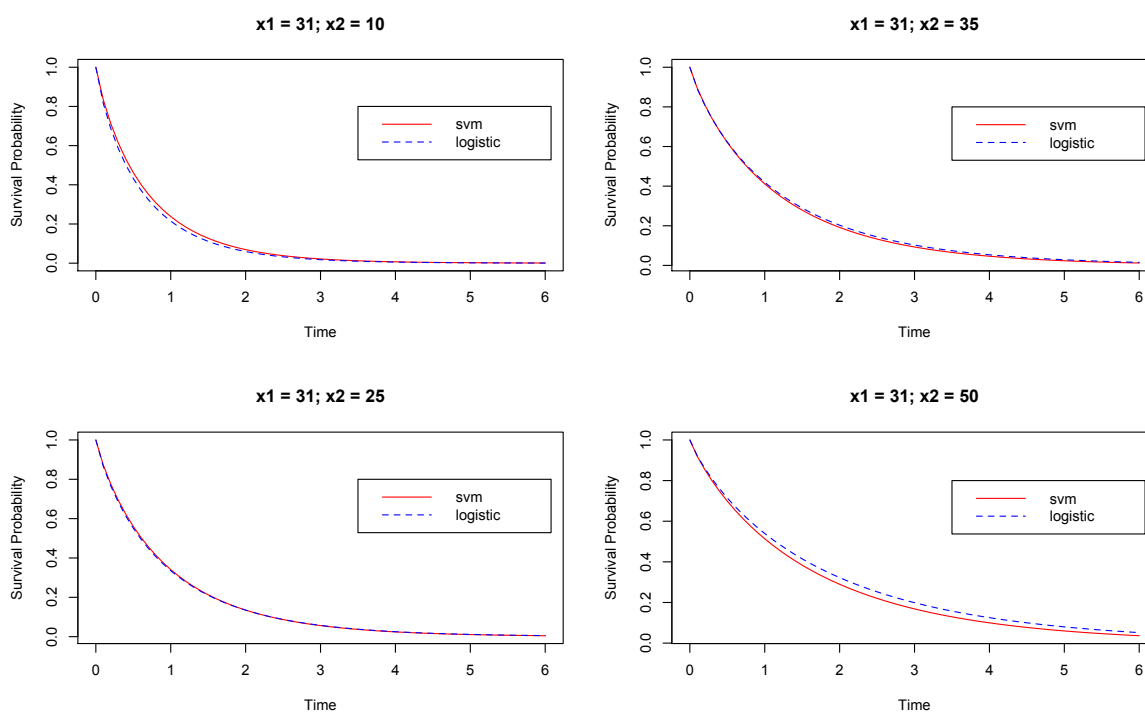 x1 = 31; x2 = 10
Survival Probability
0.0 0.2 0.4 0.6 0.8 1.0
svm
logistic
0 1 2 3 4 5 6
Time
x1 = 31; x2 = 35
Survival Probability
0.0 0.2 0.4 0.6 0.8 1.0
svm
logistic
0 1 2 3 4 5 6
Time
x1 = 31; x2 = 25
Survival Probability
0.0 0.2 0.4 0.6 0.8 1.0
svm
logistic
0 1 2 3 4 5 6
Time
x1 = 31; x2 = 50
Survival Probability
0.0 0.2 0.4 0.6 0.8 1.0
svm
logistic
0 1 2 3 4 5 6
Time